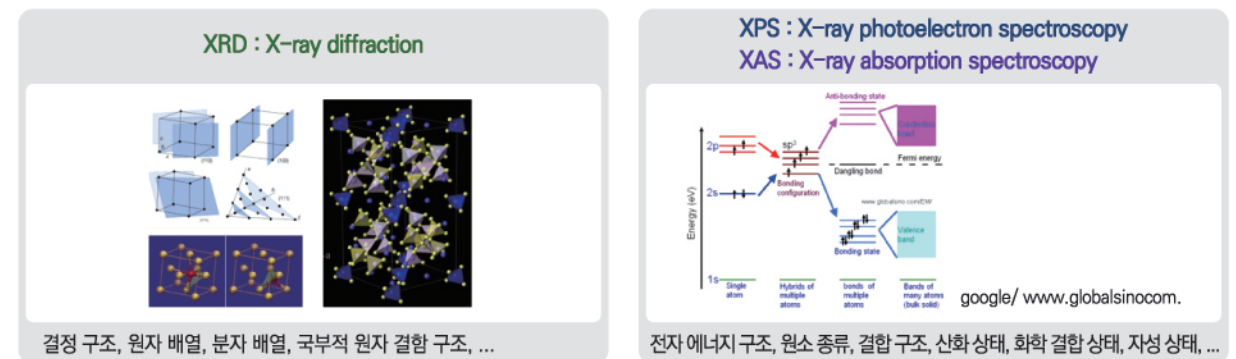 XRD : X-ray diffraction
결정 구조, 원자 배열, 분자 배열, 국부적 원자 결함 구조, ...
XPS : X-ray photoelectron spectroscopy
XAS : X-ray absorption spectroscopy
Anti-bonding state
Conduction
band
2p
sp³
Fermi energy
Dangling bond
Bonding
configuration
2s
www.globalsino.com/EM/
Energy (eV)
Valence
band
Bonding state
1s
Single
atom
Hybrids of
multiple
atoms
bonds of
multiple
atoms
Bands of
many atoms
(bulk solid)
google/ www.globalsinocom.
전자 에너지 구조, 원소 종류, 결합 구조, 산화 상태, 화학 결합 상태, 자성 상태, ...